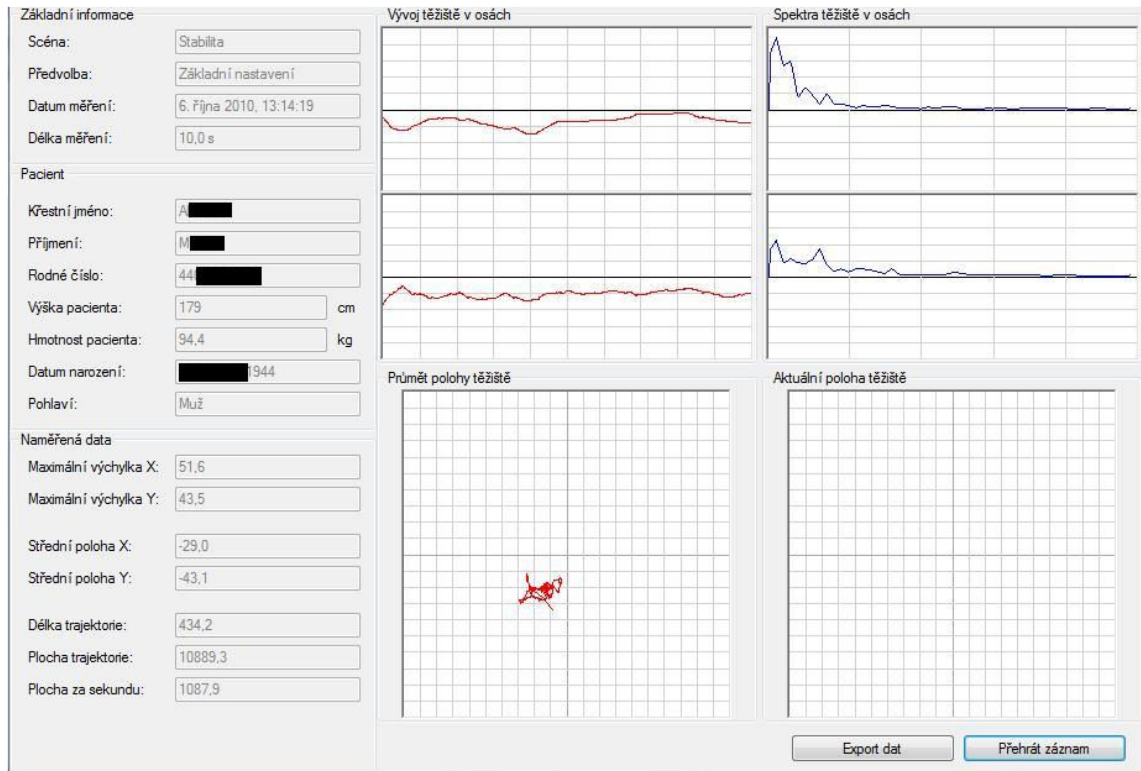 Základní informace
Scéna: Stabilita
Předvolba: Základní nastavení
Datum měření: 6. října 2010, 13:14:19
Délka měření: 10,0 s
Pacient
Křestní jméno: A
Příjmení: M
Rodné číslo: 44
Výška pacienta: 179 cm
Hmotnost pacienta: 94,4 kg
Datum narození: 1944
Pohlaví: Muž
Naměřená data
Maximální výchylka X: 51,6
Maximální výchylka Y: 43,5
Střední poloha X: -29,0
Střední poloha Y: -43,1
Délka trajektorie: 434,2
Plocha trajektorie: 10889,3
Plocha za sekundu: 1087,9
Vývoj těžiště v osách
Spektra těžiště v osách
Průmět polohy těžiště
Aktuální poloha těžiště
Export dat
Přehrát záznam